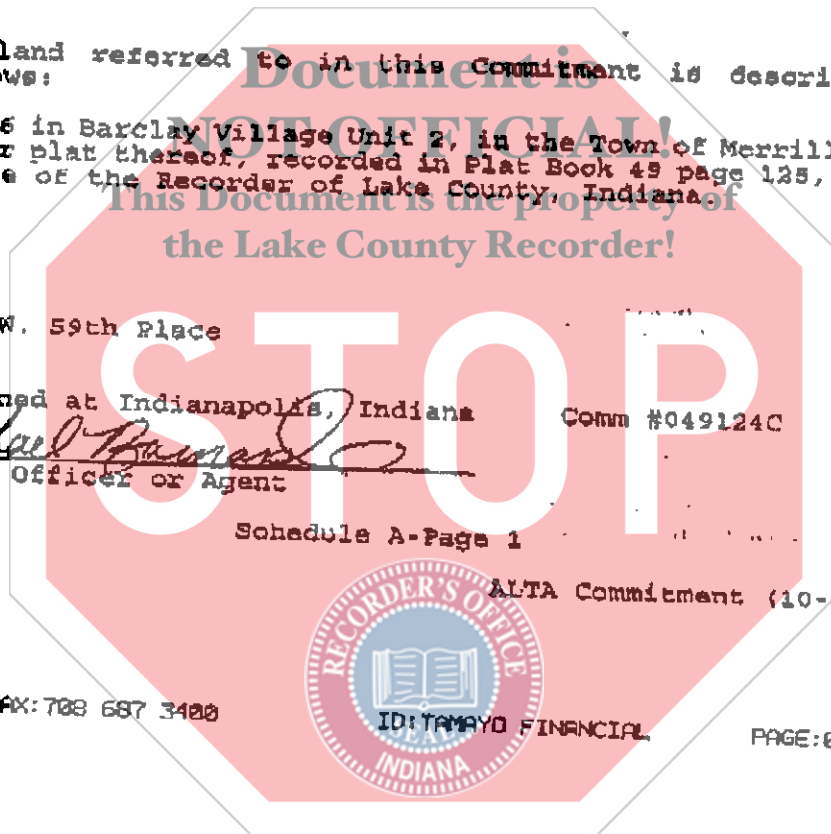 land referred to in this Commitment is descri
ws:
Document is
6 in Barclay Village Unit 2, in the Town of Merrill
NOT OFFICIAL!
r plat thereof, recorded in Plat Book 49 page 125,
e of the Recorder of Lake County, Indiana.
This Document is the property of
the Lake County Recorder!
W. 59th Place
STOP
ned at Indianapolis, Indiana Comm #049124C
Officer or Agent
Schedule A-Page 1
ALTA Commitment (10-
RECORDER'S OFFICE
SEAL
INDIANA
AX:708 687 3400 ID:TAMAYO FINANCIAL PAGE:0